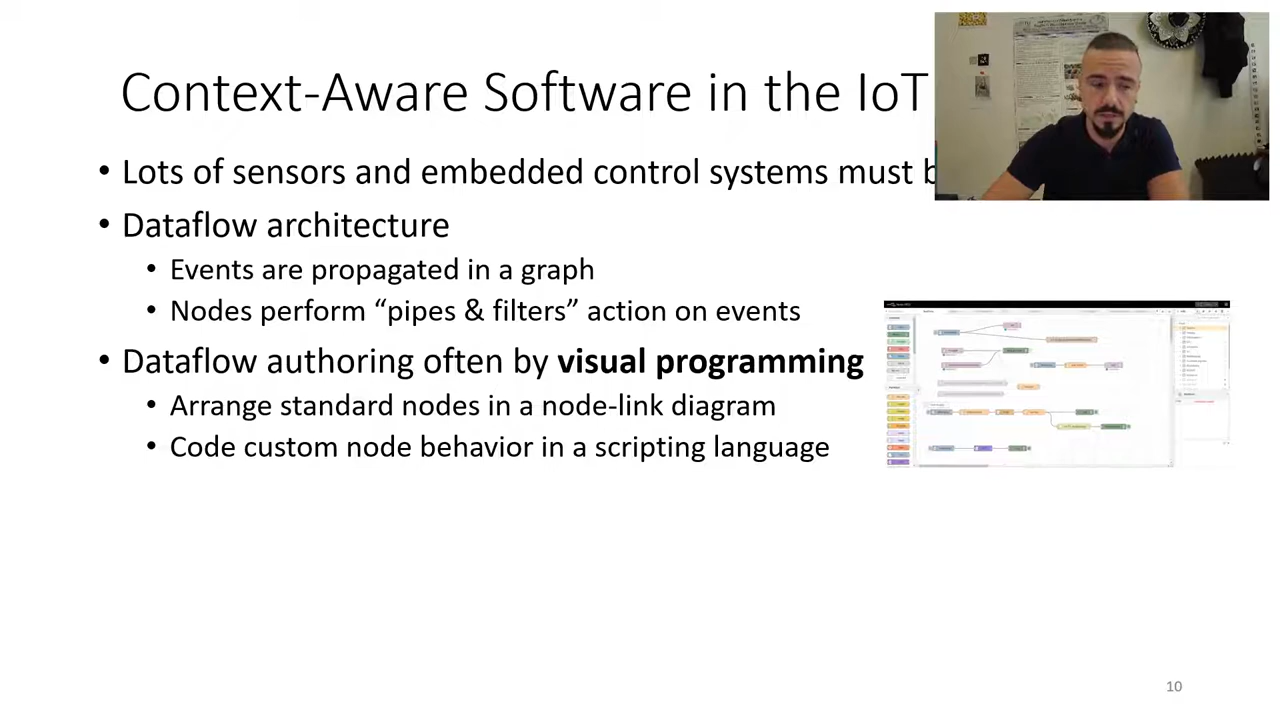 Context-Aware Software in the IoT
• Lots of sensors and embedded control systems must
• Dataflow architecture
• Events are propagated in a graph
• Nodes perform “pipes & filters” action on events
• Dataflow authoring often by visual programming
• Arrange standard nodes in a node-link diagram
• Code custom node behavior in a scripting language
10